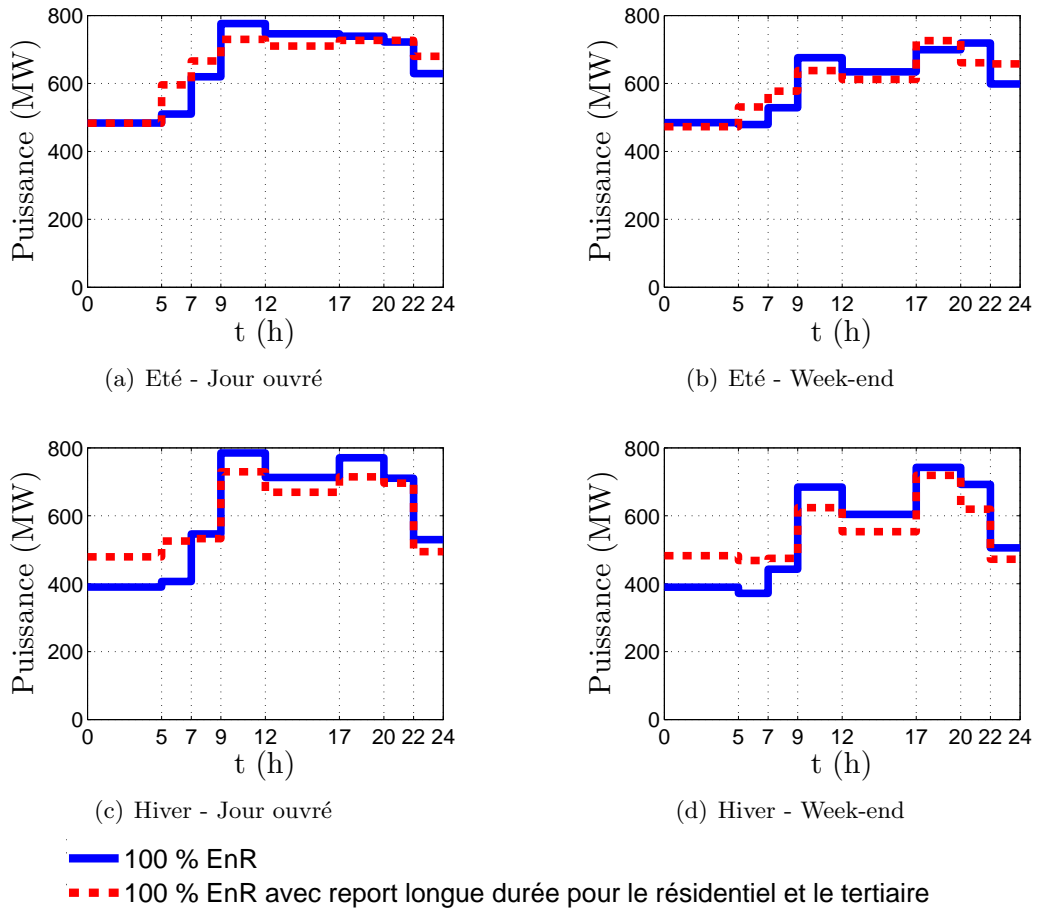 800
600
400
200
0
Puissance (MW)
0 5 7 9 12 17 20 22 24
t (h)
(a) Eté - Jour ouvré
800
600
400
200
0
Puissance (MW)
0 5 7 9 12 17 20 22 24
t (h)
(b) Eté - Week-end
800
600
400
200
0
Puissance (MW)
0 5 7 9 12 17 20 22 24
t (h)
(c) Hiver - Jour ouvré
800
600
400
200
0
Puissance (MW)
0 5 7 9 12 17 20 22 24
t (h)
(d) Hiver - Week-end
100 % EnR
100 % EnR avec report longue durée pour le résidentiel et le tertiaire